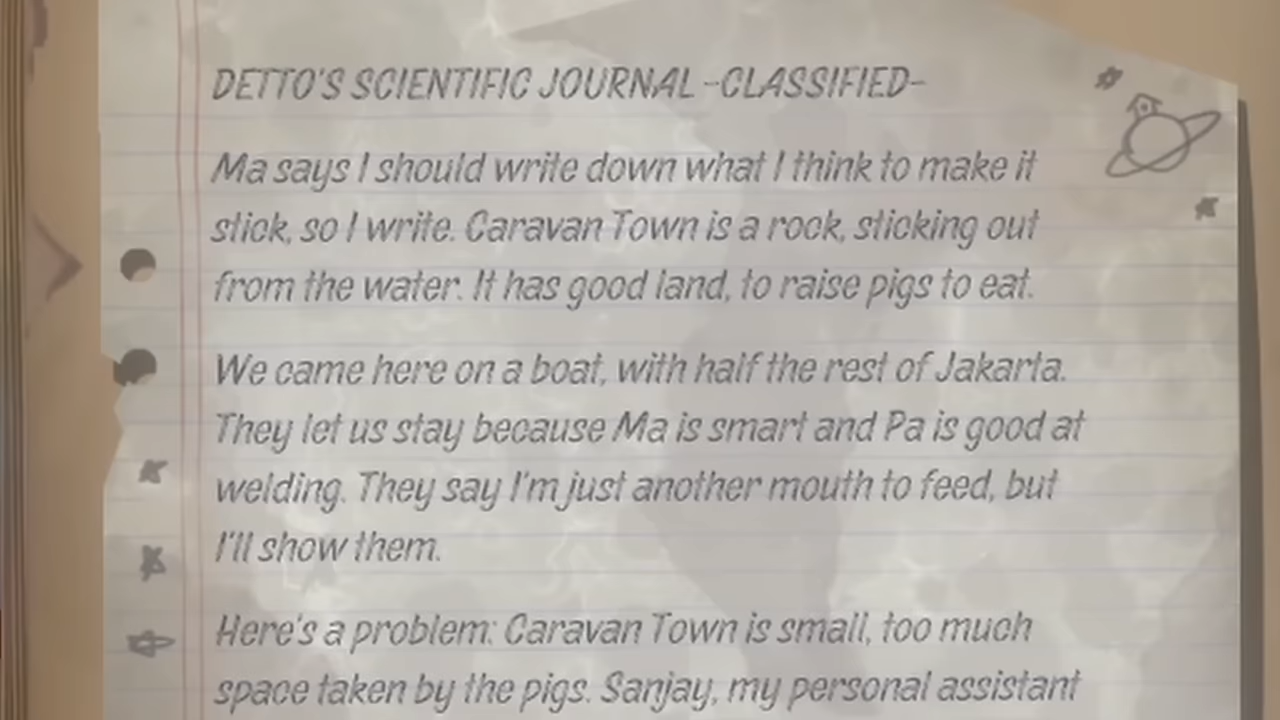 DETTO'S SCIENTIFIC JOURNAL -CLASSIFIED-
Ma says I should write down what I think to make it
stick, so I write. Caravan Town is a rock, sticking out
from the water. It has good land, to raise pigs to eat.
We came here on a boat, with half the rest of Jakarta.
They let us stay because Ma is smart and Pa is good at
welding. They say I'm just another mouth to feed, but
I'll show them.
Here's a problem: Caravan Town is small, too much
space taken by the pigs. Sanjay, my personal assistant